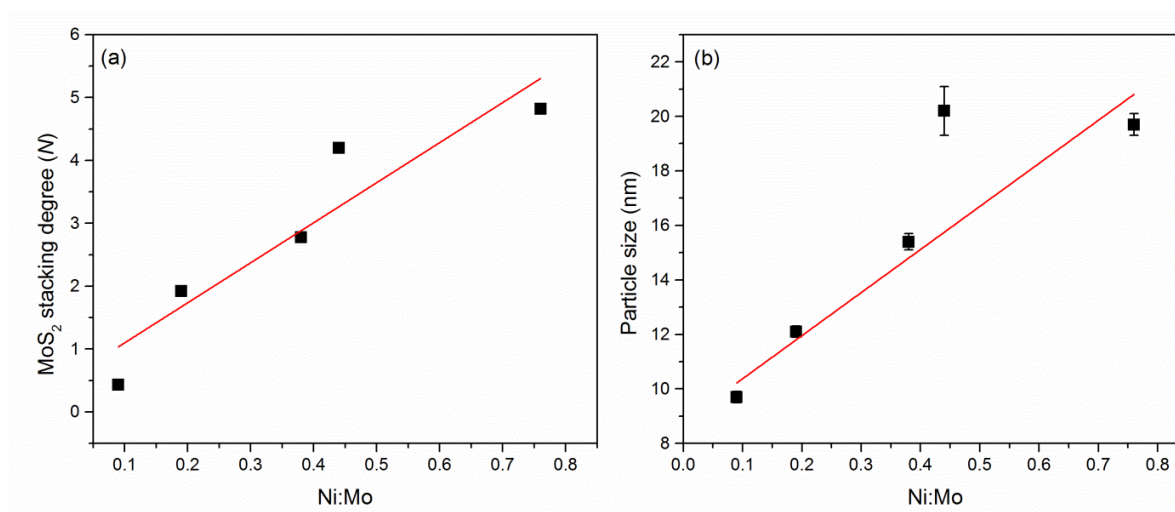 (a)
MoS₂ stacking degree (N)
6
5
4
3
2
1
0
0.1 0.2 0.3 0.4 0.5 0.6 0.7 0.8
Ni:Mo
(b)
Particle size (nm)
22
20
18
16
14
12
10
8
0.0 0.1 0.2 0.3 0.4 0.5 0.6 0.7 0.8
Ni:Mo